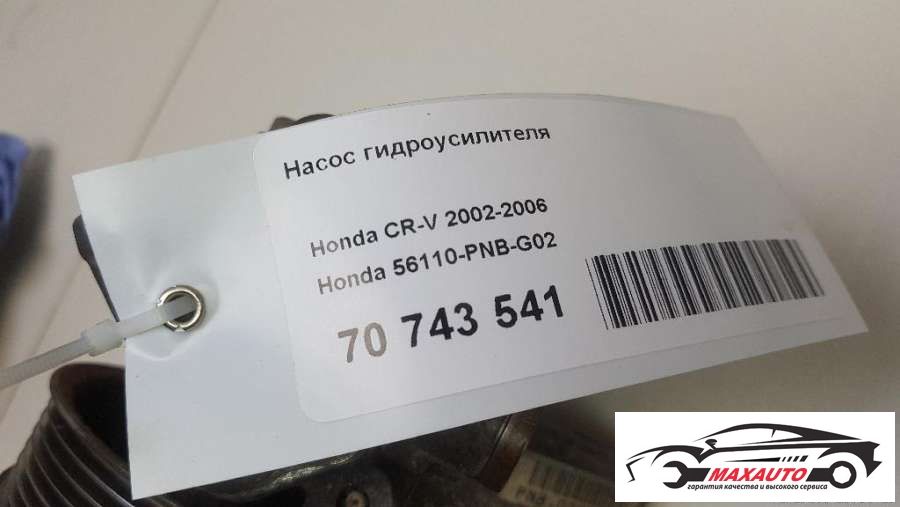 Насос гидроусилителя
Honda CR-V 2002-2006
Honda 56110-PNB-G02
70 743 541
MAXAUTO
гарантия качества и высокого сервиса